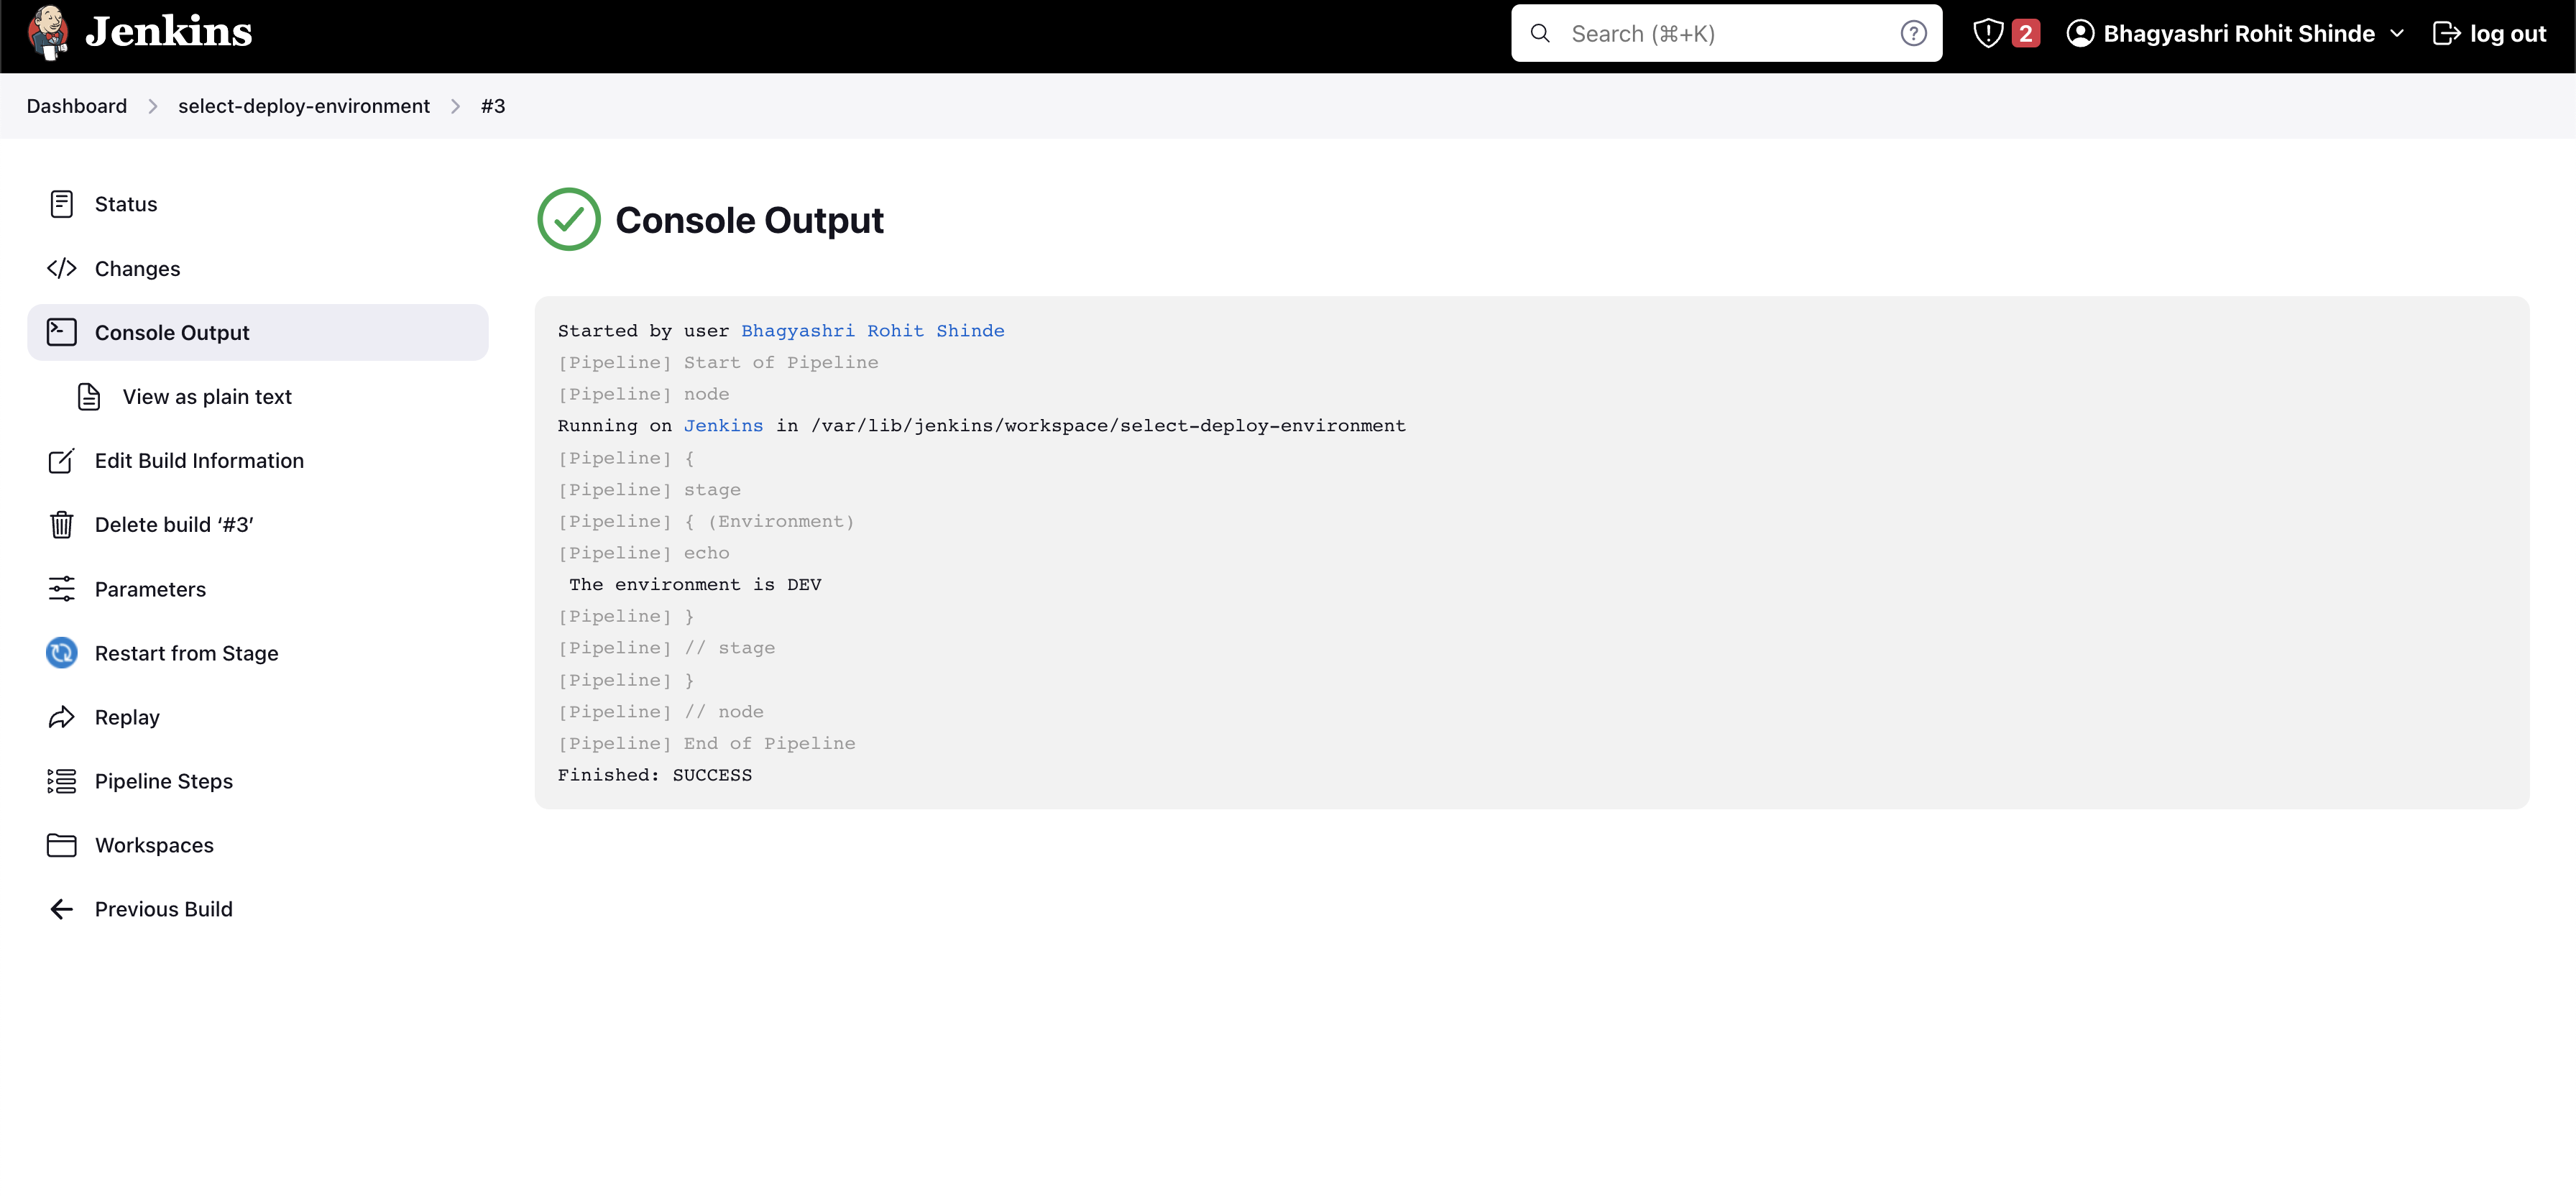 Jenkins
Search (⌘+K)
2
Bhagyashri Rohit Shinde
log out
Dashboard
select-deploy-environment
#3
Status
Changes
Console Output
View as plain text
Edit Build Information
Delete build ‘#3’
Parameters
Restart from Stage
Replay
Pipeline Steps
Workspaces
Previous Build
Console Output
Started by user Bhagyashri Rohit Shinde
[Pipeline] Start of Pipeline
[Pipeline] node
Running on Jenkins in /var/lib/jenkins/workspace/select-deploy-environment
[Pipeline] {
[Pipeline] stage
[Pipeline] { (Environment)
[Pipeline] echo
The environment is DEV
[Pipeline] }
[Pipeline] // stage
[Pipeline] }
[Pipeline] // node
[Pipeline] End of Pipeline
Finished: SUCCESS